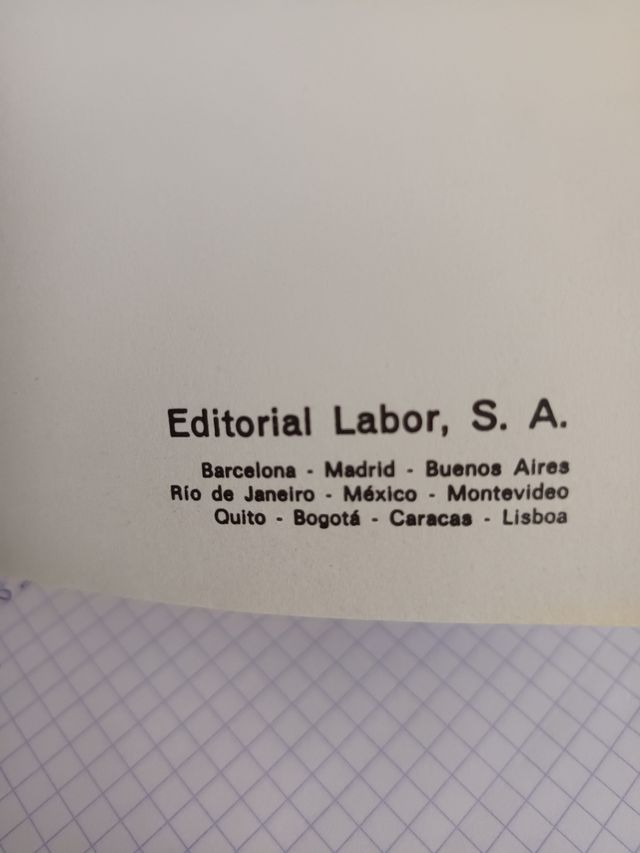 Editorial Labor, S. A.
Barcelona - Madrid - Buenos Aires
Río de Janeiro - México - Montevideo
Quito - Bogotá - Caracas - Lisboa